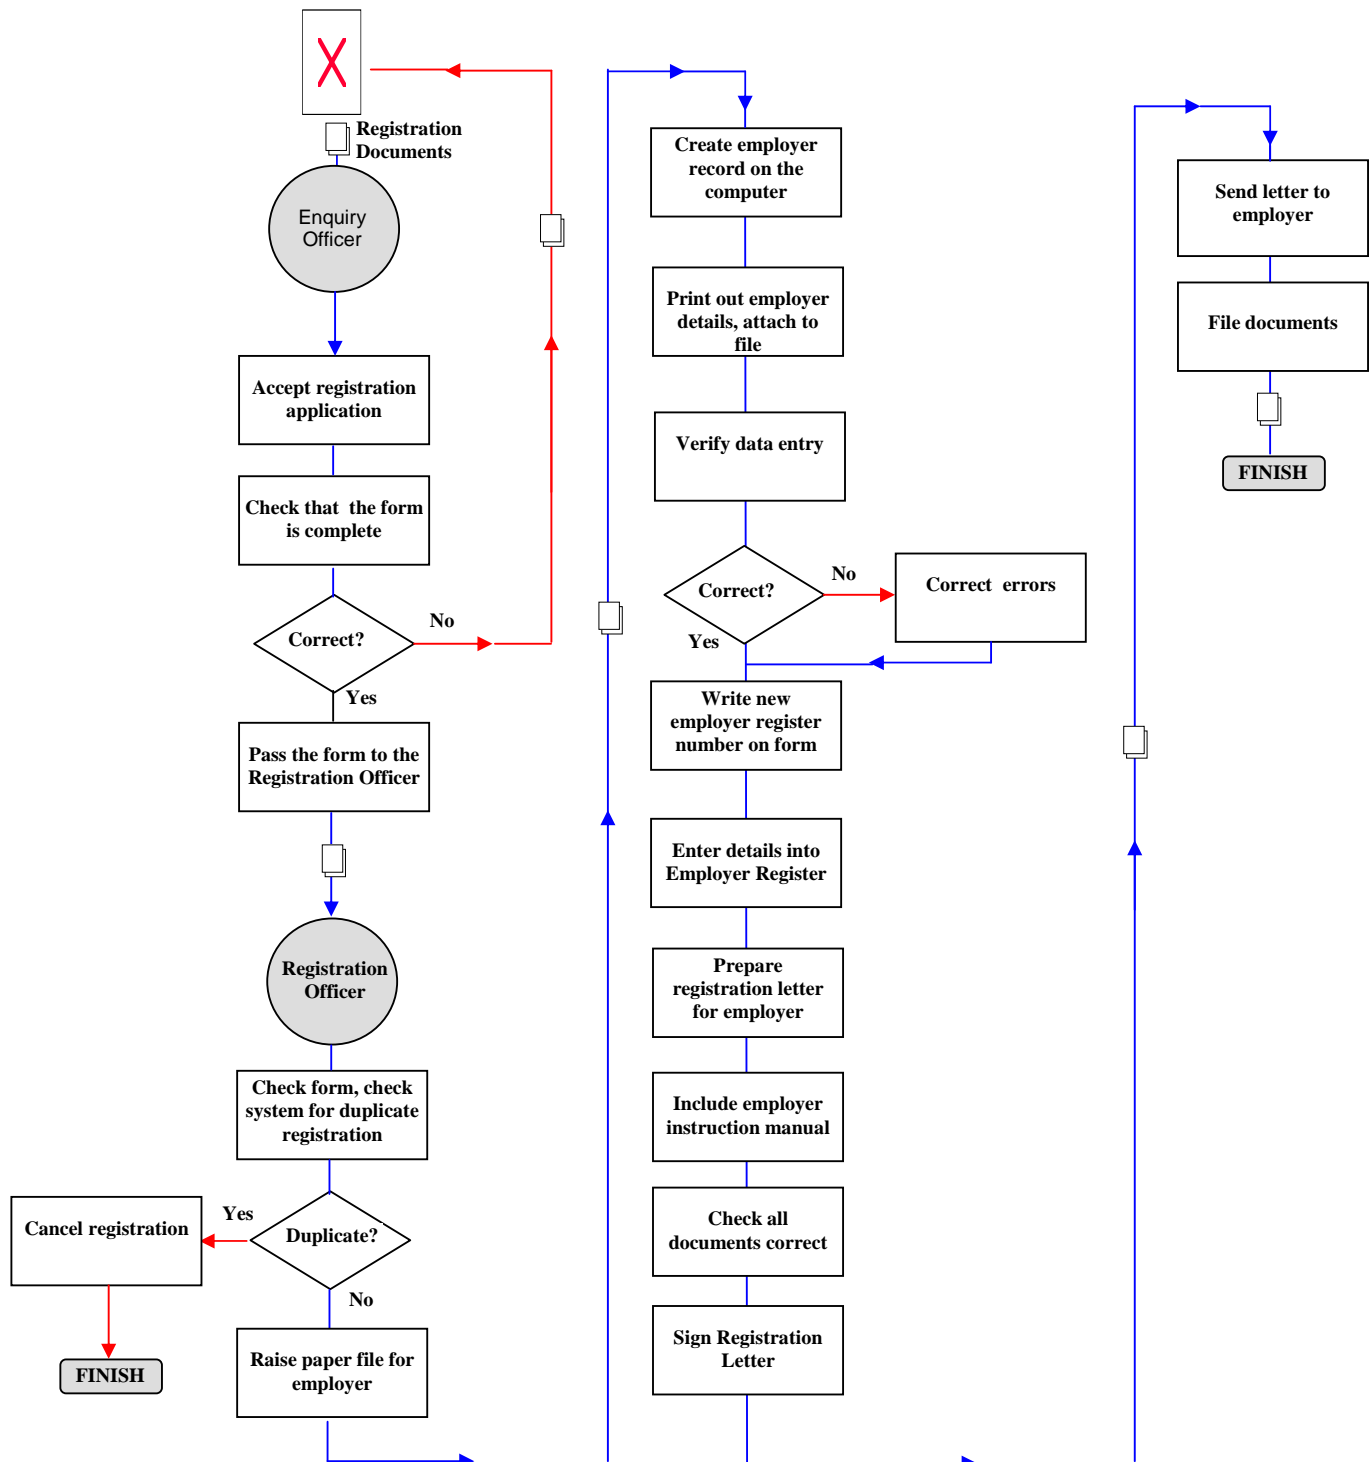 Registration
Documents
Enquiry
Officer
Accept registration
application
Check that the form
is complete
Correct?
No
Yes
Pass the form to the
Registration Officer
Registration
Officer
Check form, check
system for duplicate
registration
Duplicate?
Yes
Cancel registration
FINISH
No
Raise paper file for
employer
Create employer
record on the
computer
Print out employer
details, attach to
file
Verify data entry
Correct?
No
Correct errors
Yes
Write new
employer register
number on form
Enter details into
Employer Register
Prepare
registration letter
for employer
Include employer
instruction manual
Check all
documents correct
Sign Registration
Letter
Send letter to
employer
File documents
FINISH